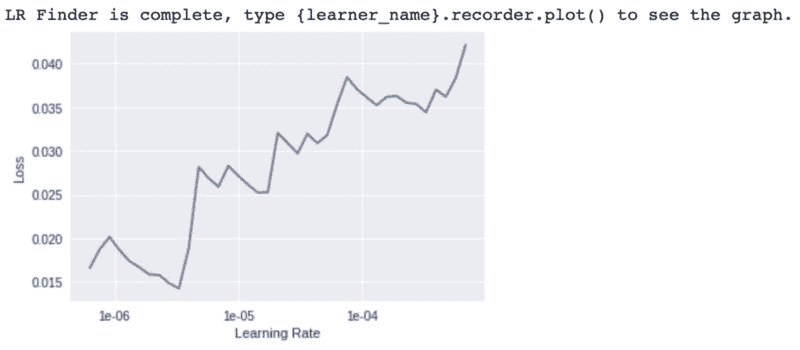 LR Finder is complete, type {learner_name}.recorder.plot() to see the graph.
0.040
0.035
0.030
0.025
0.020
0.015
Loss
1e-06 1e-05 1e-04
Learning Rate